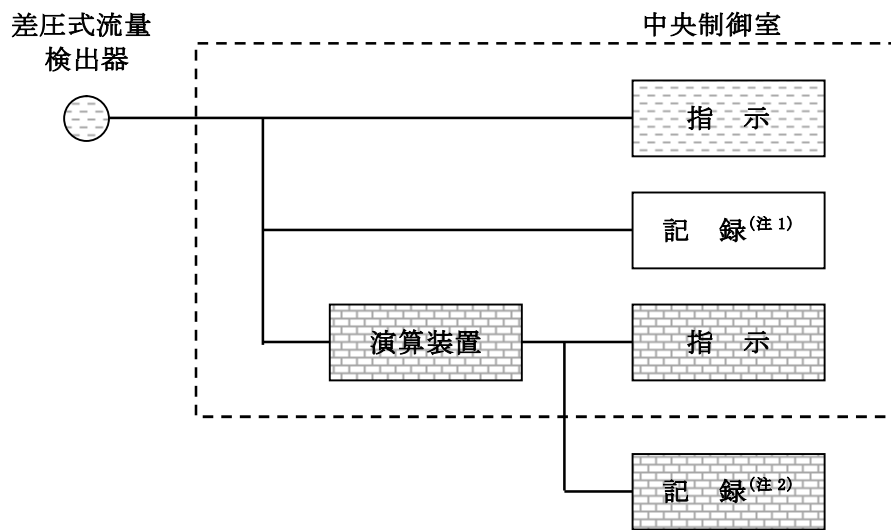 差圧式流量
検出器
中央制御室
指 示
記 録(注1)
演算装置
指 示
記 録(注2)